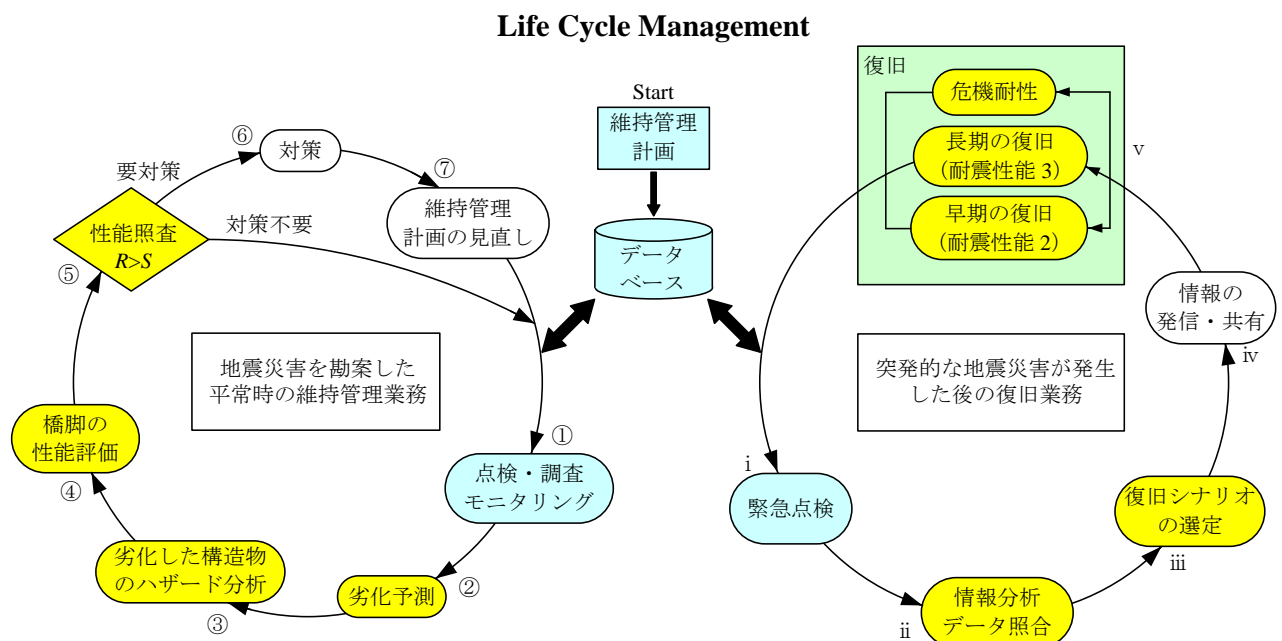 Life Cycle Management
Start
維持管理
計画
データ
ベース
⑥
対策
⑦
維持管理
計画の見直し
要対策
対策不要
性能照査
R>S
⑤
地震災害を勘案した
平常時の維持管理業務
橋脚の
性能評価
④
①
点検・調査
モニタリング
②
劣化予測
③
劣化した構造物
のハザード分析
復旧
危機耐性
長期の復旧
（耐震性能 3）
早期の復旧
（耐震性能 2）
ⅴ
情報の
発信・共有
ⅳ
突発的な地震災害が発生
した後の復旧業務
ⅰ
緊急点検
復旧シナリオ
の選定
ⅲ
情報分析
データ照合
ⅱ